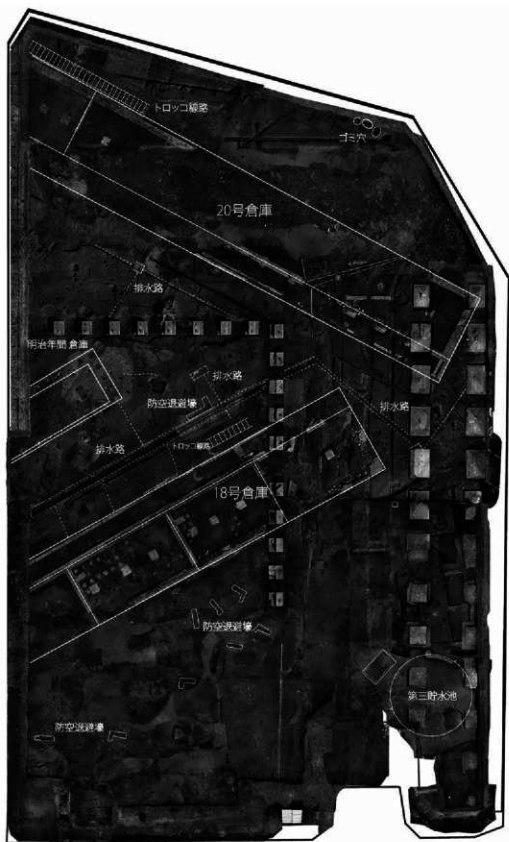 トロッコ線路
ゴミ穴
20号倉庫
排水路
明治年間 倉庫
排水路
防空退避壕
排水路
トロッコ線路
排水路
18号倉庫
防空退避壕
第三貯水池
防空退避壕